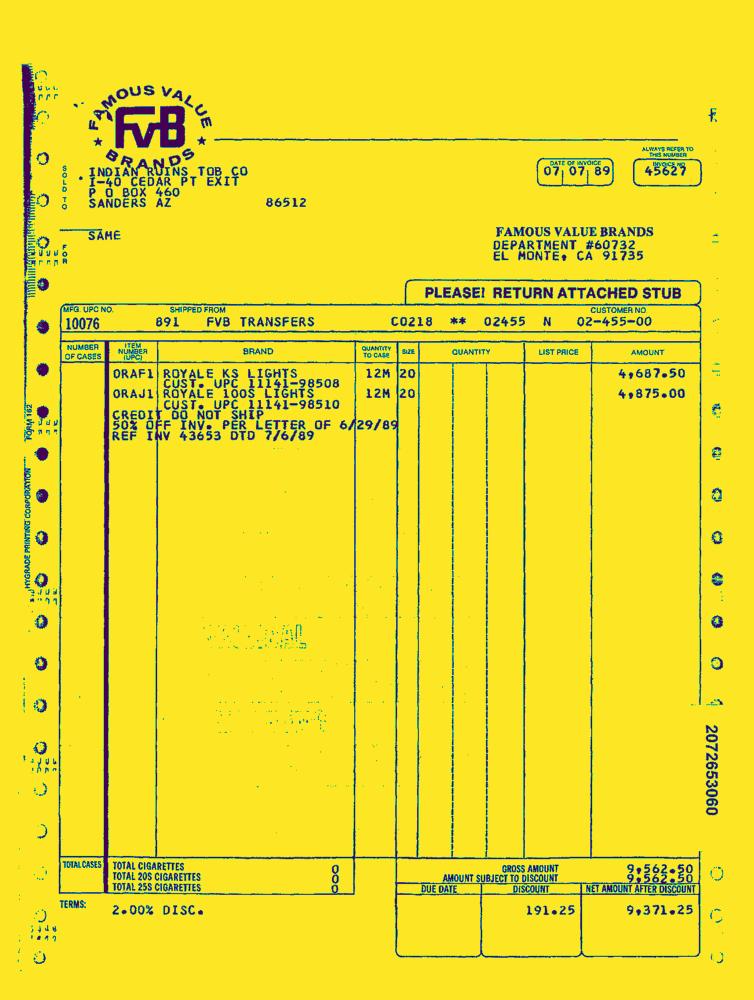 FAMOUS VALUE
FVB
BRANDS
ALWAYS REFER TO
THIS NUMBER
DATE OF INVOICE
INVOICE NO.
07 07 89
45627
SOLD TO
INDIAN RUINS TOB CO
I-40 CEDAR PT EXIT
P O BOX 460
SANDERS AZ 86512
FOR
SAME
FAMOUS VALUE BRANDS
DEPARTMENT #60732
EL MONTE, CA 91735
PLEASE! RETURN ATTACHED STUB
MFG. UPC NO. SHIPPED FROM CUSTOMER NO.
10076 891 FVB TRANSFERS C0218 ** 02455 N 02-455-00
NUMBER OF CASES ITEM NUMBER (UPC) BRAND QUANTITY TO CASE SIZE QUANTITY LIST PRICE AMOUNT
ORAF1 ROYALE KS LIGHTS 12M 20 4,687.50
CUST. UPC 11141-98508
ORAJ1 ROYALE 100S LIGHTS 12M 20 4,875.00
CUST. UPC 11141-98510
CREDIT DO NOT SHIP
50% OFF INV. PER LETTER OF 6/29/89
REF INV 43653 DTD 7/6/89
FORM 162
HYGRADE PRINTING CORPORATION
2072653060
TOTAL CASES TOTAL CIGARETTES 0 GROSS AMOUNT 9,562.50
TOTAL 20S CIGARETTES 0 AMOUNT SUBJECT TO DISCOUNT 9,562.50
TOTAL 25S CIGARETTES 0 DUE DATE DISCOUNT NET AMOUNT AFTER DISCOUNT
TERMS:
2.00% DISC. 191.25 9,371.25